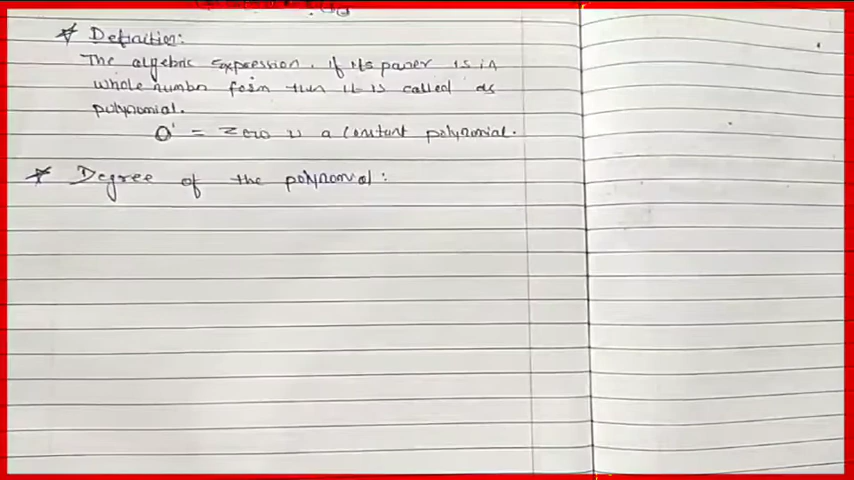 * Defination:
The algebric Expression, if its power is in
whole number form then it is called as
polynomial.
0' = Zero is a constant polynomial.
* Degree of the polynomial: